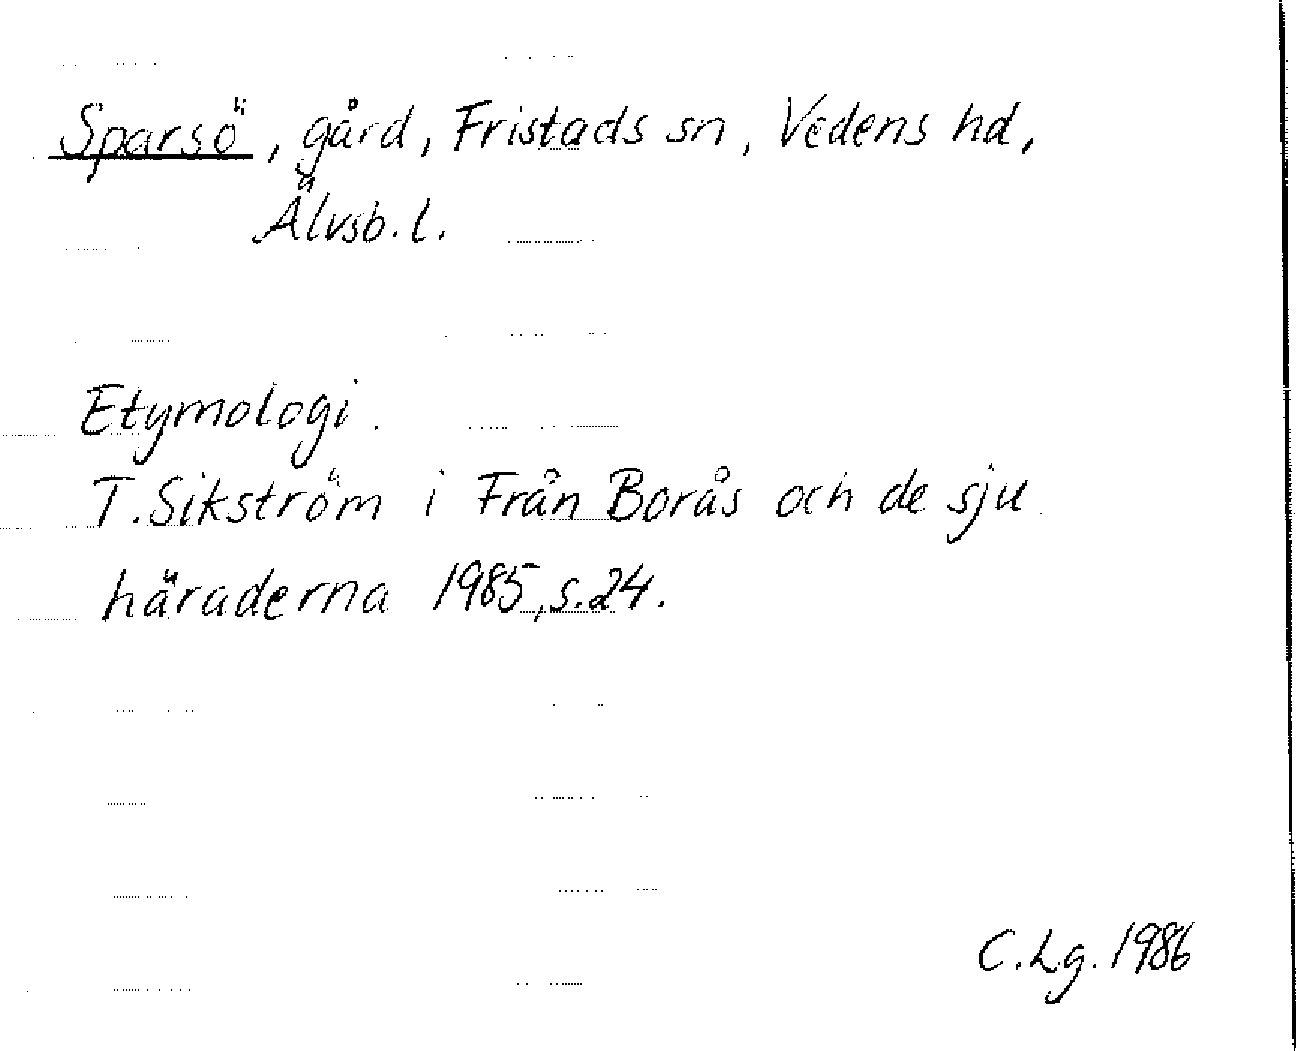 Sparsö, gård, Fristads sn, Vedens hd,
Älvsb. l.
Etymologi.
T. Sikström i Från Borås och de sju
häraderna 1985, s. 24.
C. Lg. 1986